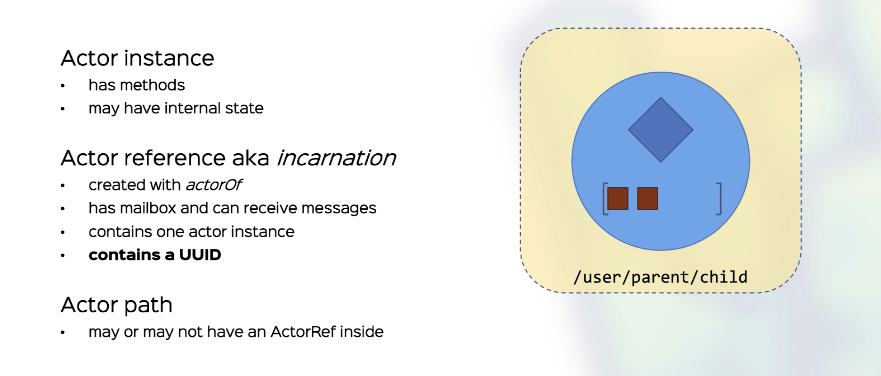 Actor instance
• has methods
• may have internal state
Actor reference aka incarnation
• created with actorOf
• has mailbox and can receive messages
• contains one actor instance
• contains a UUID
Actor path
• may or may not have an ActorRef inside
/user/parent/child